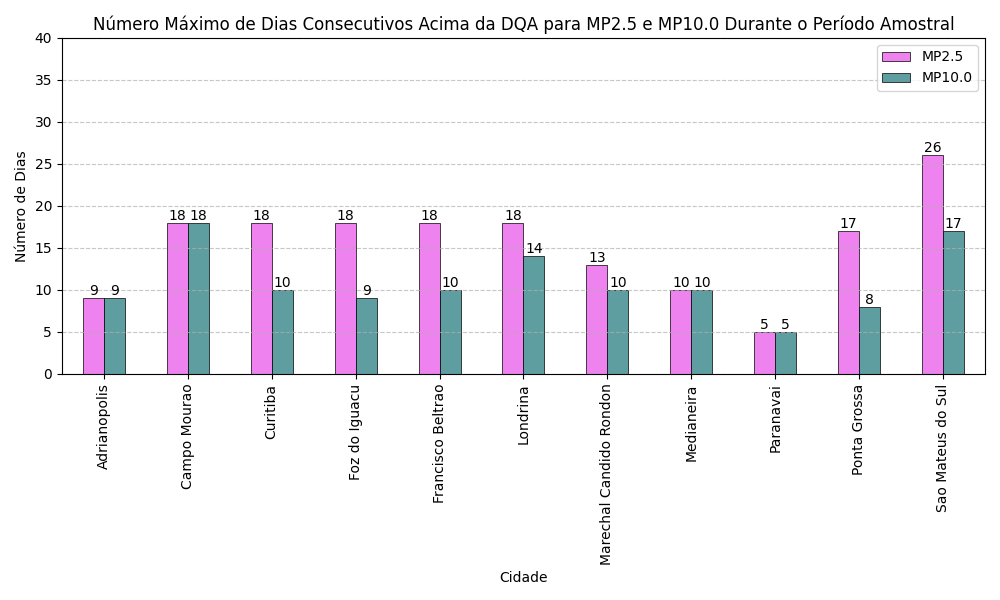 Número Máximo de Dias Consecutivos Acima da DQA para MP2.5 e MP10.0 Durante o Período Amostral
MP2.5
MP10.0
Número de Dias
40
35
30
25
20
15
10
5
0
9 9
18 18
18 10
18 9
18 10
18 14
13 10
10 10
5 5
17 8
26 17
Adrianopolis
Campo Mourao
Curitiba
Foz do Iguacu
Francisco Beltrao
Londrina
Marechal Candido Rondon
Medianeira
Paranavai
Ponta Grossa
Sao Mateus do Sul
Cidade